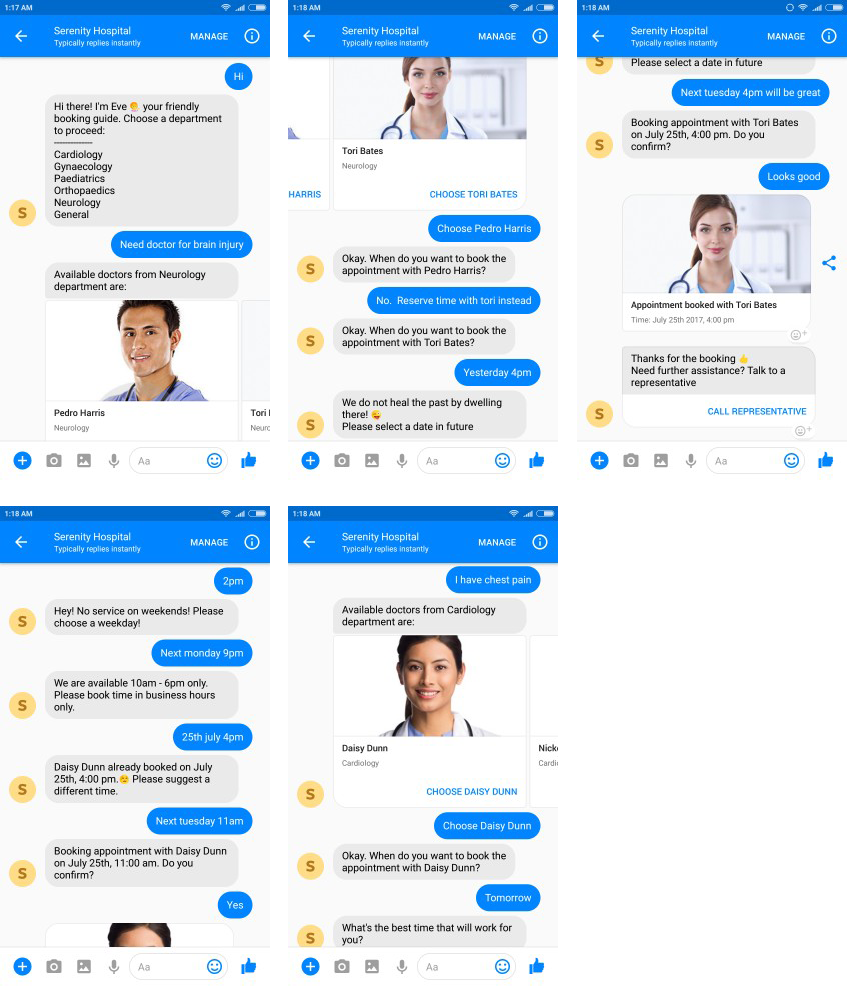 1:17 AM
Serenity Hospital
Typically replies instantly
MANAGE
Hi
Hi there! I'm Eve 👩 your friendly
booking guide. Choose a department
to proceed:
---------------
Cardiology
Gynaecology
Paediatrics
Orthopaedics
Neurology
General
S
Need doctor for brain injury
Available doctors from Neurology
department are:
Pedro Harris
Neurology
Tori
Neuro
Aa
1:18 AM
Serenity Hospital
Typically replies instantly
MANAGE
Tori Bates
Neurology
HARRIS
CHOOSE TORI BATES
Choose Pedro Harris
Okay. When do you want to book the
appointment with Pedro Harris?
S
No.  Reserve time with tori instead
Okay. When do you want to book the
appointment with Tori Bates?
S
Yesterday 4pm
We do not heal the past by dwelling
there! 😜
Please select a date in future
S
Aa
1:18 AM
Serenity Hospital
Typically replies instantly
MANAGE
Please select a date in future
S
Next tuesday 4pm will be great
Booking appointment with Tori Bates
on July 25th, 4:00 pm. Do you
confirm?
S
Looks good
Appointment booked with Tori Bates
Time: July 25th 2017, 4:00 pm
Thanks for the booking 👍
Need further assistance? Talk to a
representative
CALL REPRESENTATIVE
S
Aa
1:18 AM
Serenity Hospital
Typically replies instantly
MANAGE
2pm
Hey! No service on weekends! Please
choose a weekday!
S
Next monday 9pm
We are available 10am - 6pm only.
Please book time in business hours
only.
S
25th july 4pm
Daisy Dunn already booked on July
25th, 4:00 pm.😔 Please suggest a
different time.
S
Next tuesday 11am
Booking appointment with Daisy Dunn
on July 25th, 11:00 am. Do you
confirm?
S
Yes
Aa
1:18 AM
Serenity Hospital
Typically replies instantly
MANAGE
I have chest pain
Available doctors from Cardiology
department are:
Daisy Dunn
Cardiology
CHOOSE DAISY DUNN
Nicko
Cardio
S
Choose Daisy Dunn
Okay. When do you want to book the
appointment with Daisy Dunn?
S
Tomorrow
What's the best time that will work for
you?
S
Aa